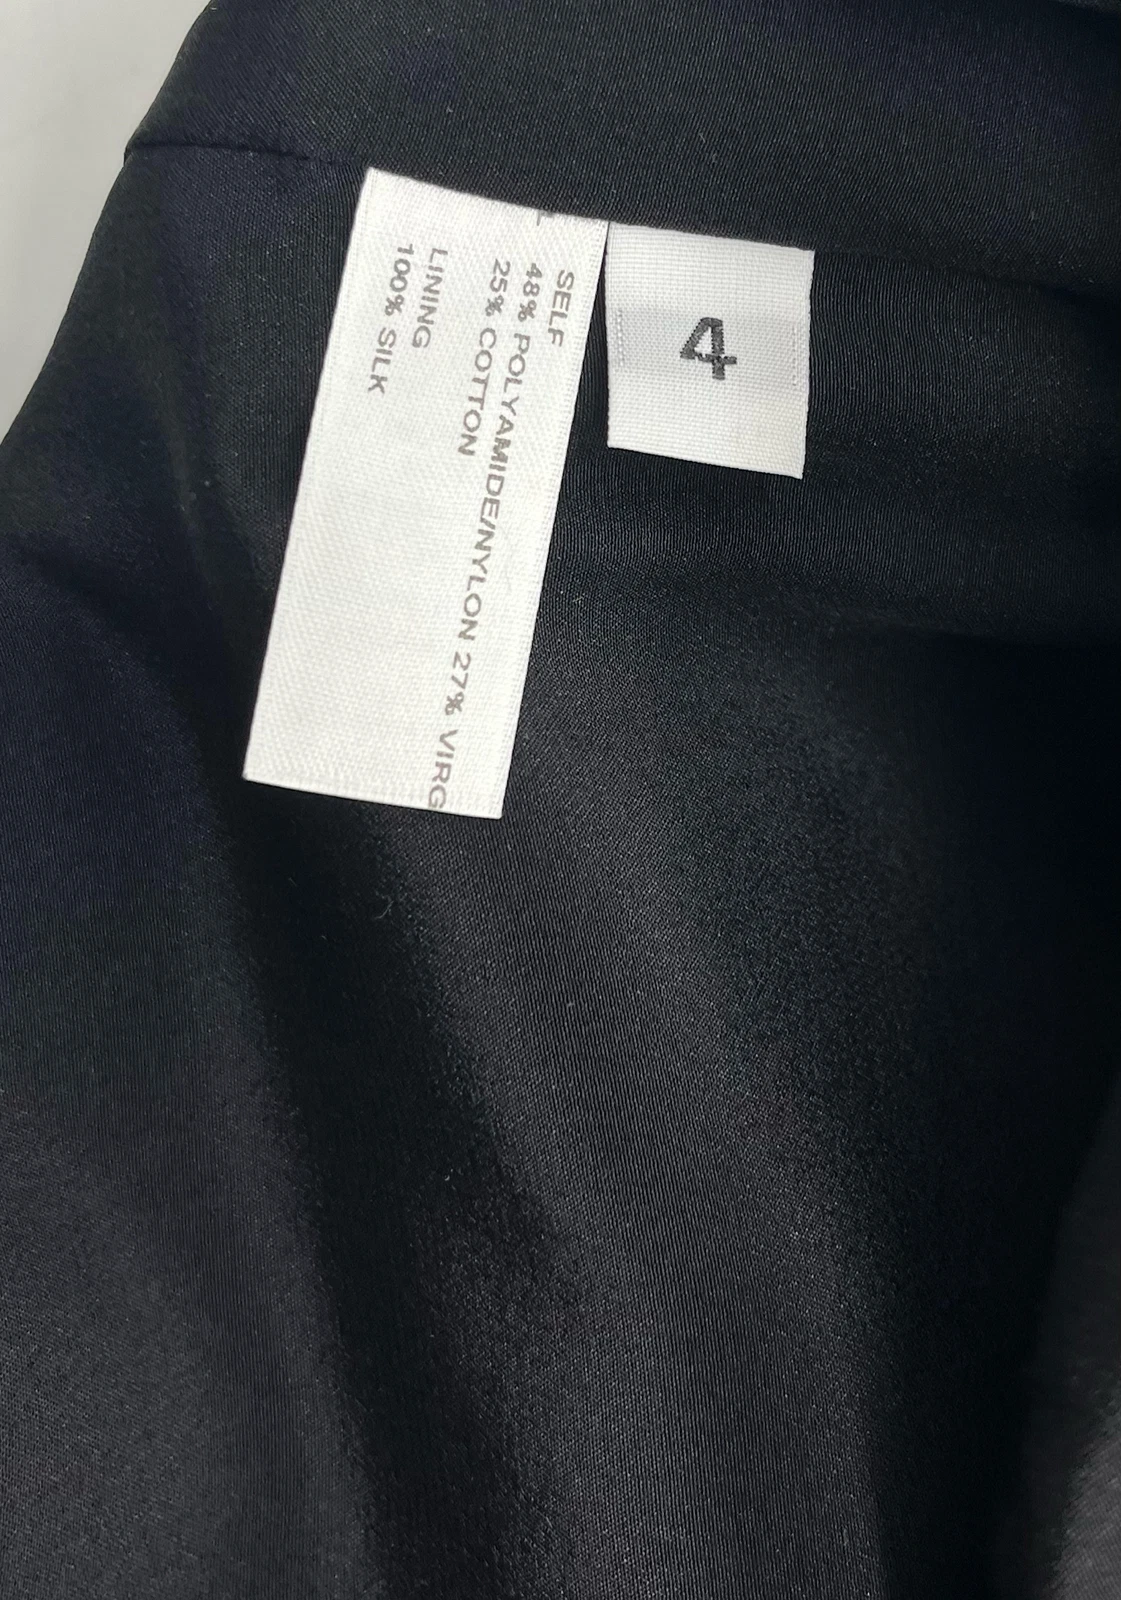 SELF
48% POLYAMIDE/NYLON 27% VIRG
25% COTTON
LINING
100% SILK
4